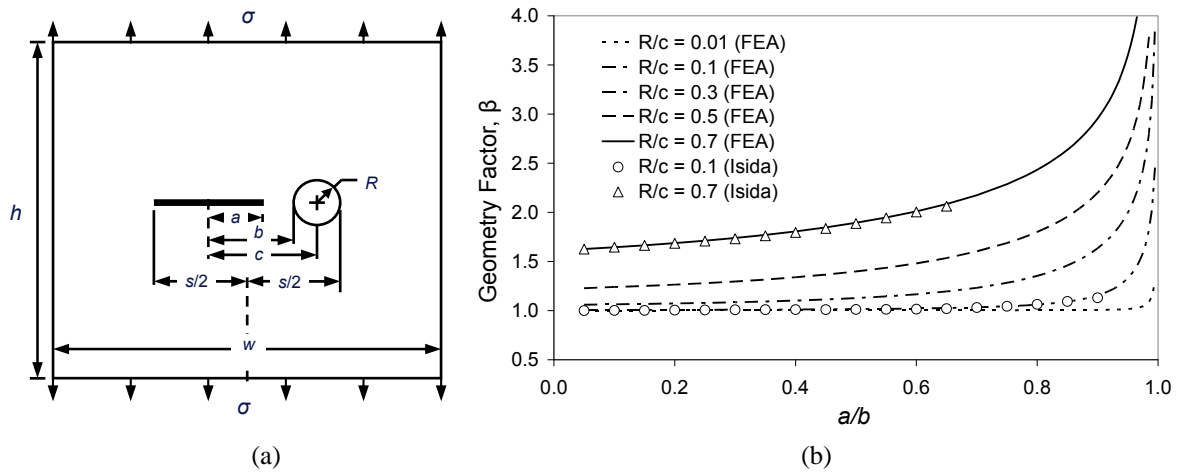 σ
h
R
a
b
c
s/2 s/2
w
σ
(a)
Geometry Factor, β
4.0
3.5
3.0
2.5
2.0
1.5
1.0
0.5
R/c = 0.01 (FEA)
R/c = 0.1 (FEA)
R/c = 0.3 (FEA)
R/c = 0.5 (FEA)
R/c = 0.7 (FEA)
R/c = 0.1 (Isida)
R/c = 0.7 (Isida)
0.0 0.2 0.4 0.6 0.8 1.0
a/b
(b)